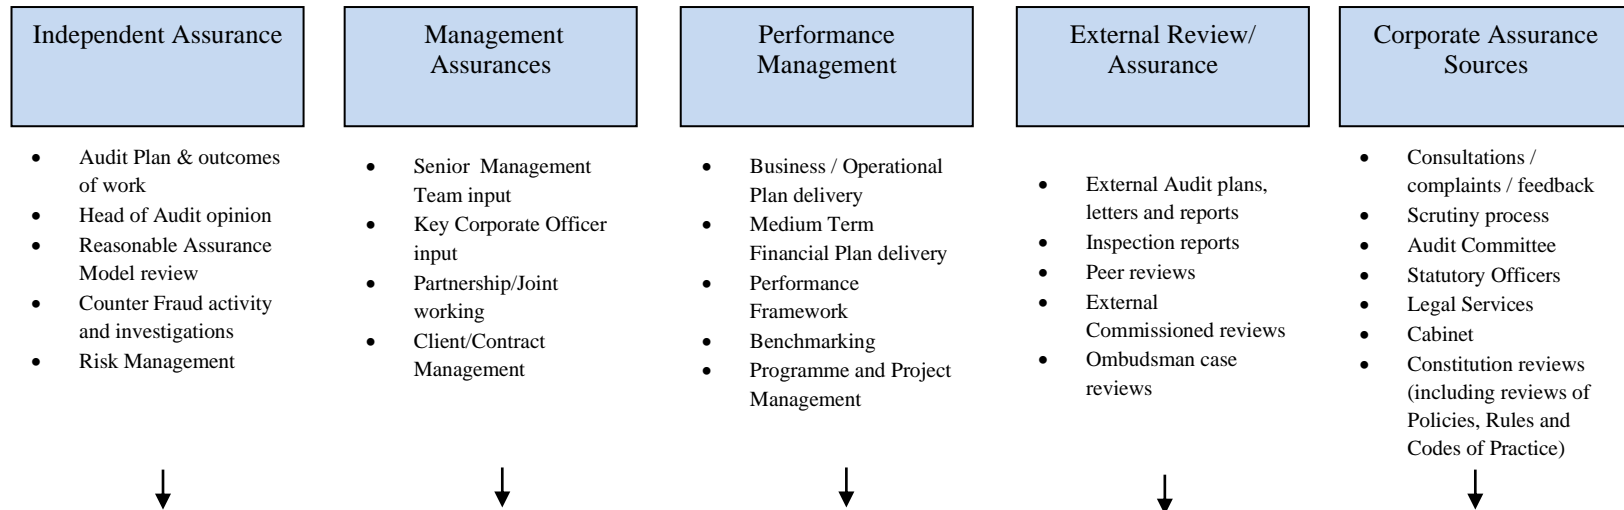 Independent Assurance
• Audit Plan & outcomes
of work
• Head of Audit opinion
• Reasonable Assurance
Model review
• Counter Fraud activity
and investigations
• Risk Management
Management
Assurances
• Senior Management
Team input
• Key Corporate Officer
input
• Partnership/Joint
working
• Client/Contract
Management
Performance
Management
• Business / Operational
Plan delivery
• Medium Term
Financial Plan delivery
• Performance
Framework
• Benchmarking
• Programme and Project
Management
External Review/
Assurance
• External Audit plans,
letters and reports
• Inspection reports
• Peer reviews
• External
Commissioned reviews
• Ombudsman case
reviews
Corporate Assurance
Sources
• Consultations /
complaints / feedback
• Scrutiny process
• Audit Committee
• Statutory Officers
• Legal Services
• Cabinet
• Constitution reviews
(including reviews of
Policies, Rules and
Codes of Practice)